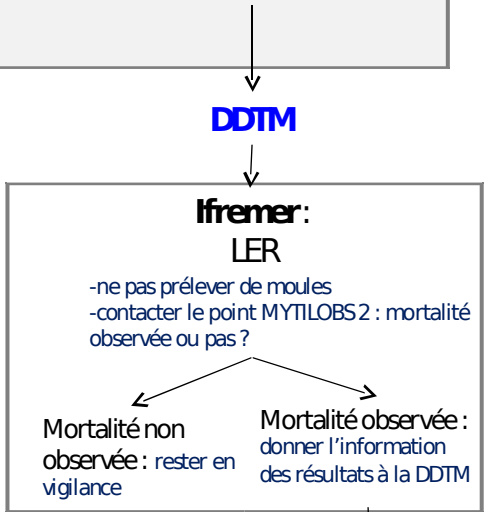 DDTM
Ifremer :
LER
-ne pas prélever de moules
-contacter le point MYTILOBS 2 : mortalité
observée ou pas ?
Mortalité non
observée : rester en
vigilance
Mortalité observée :
donner l'information
des résultats à la DDTM